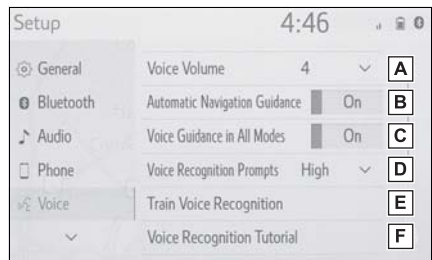 Setup 4:46
General Voice Volume 4 A
Bluetooth Automatic Navigation Guidance On B
Audio Voice Guidance in All Modes On C
Phone Voice Recognition Prompts High D
Voice Train Voice Recognition E
Voice Recognition Tutorial F